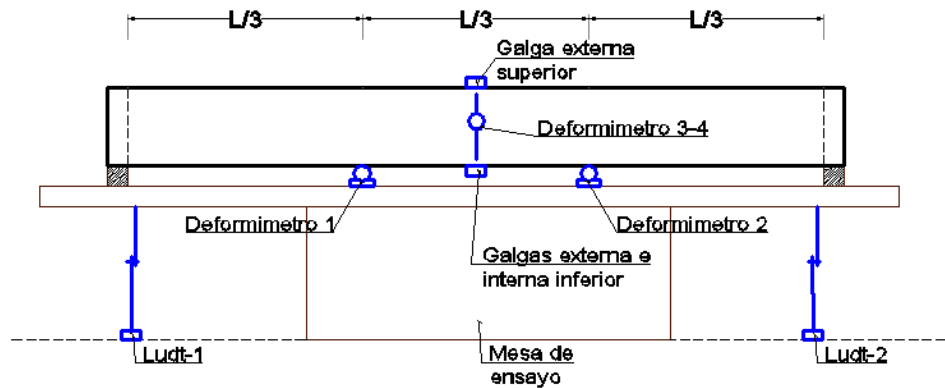 L/3 L/3 L/3
Galga externa
superior
Deformimetro 3-4
Deformimetro 1
Deformimetro 2
Galgas externa e
interna inferior
Ludt-1
Mesa de
ensayo
Ludt-2